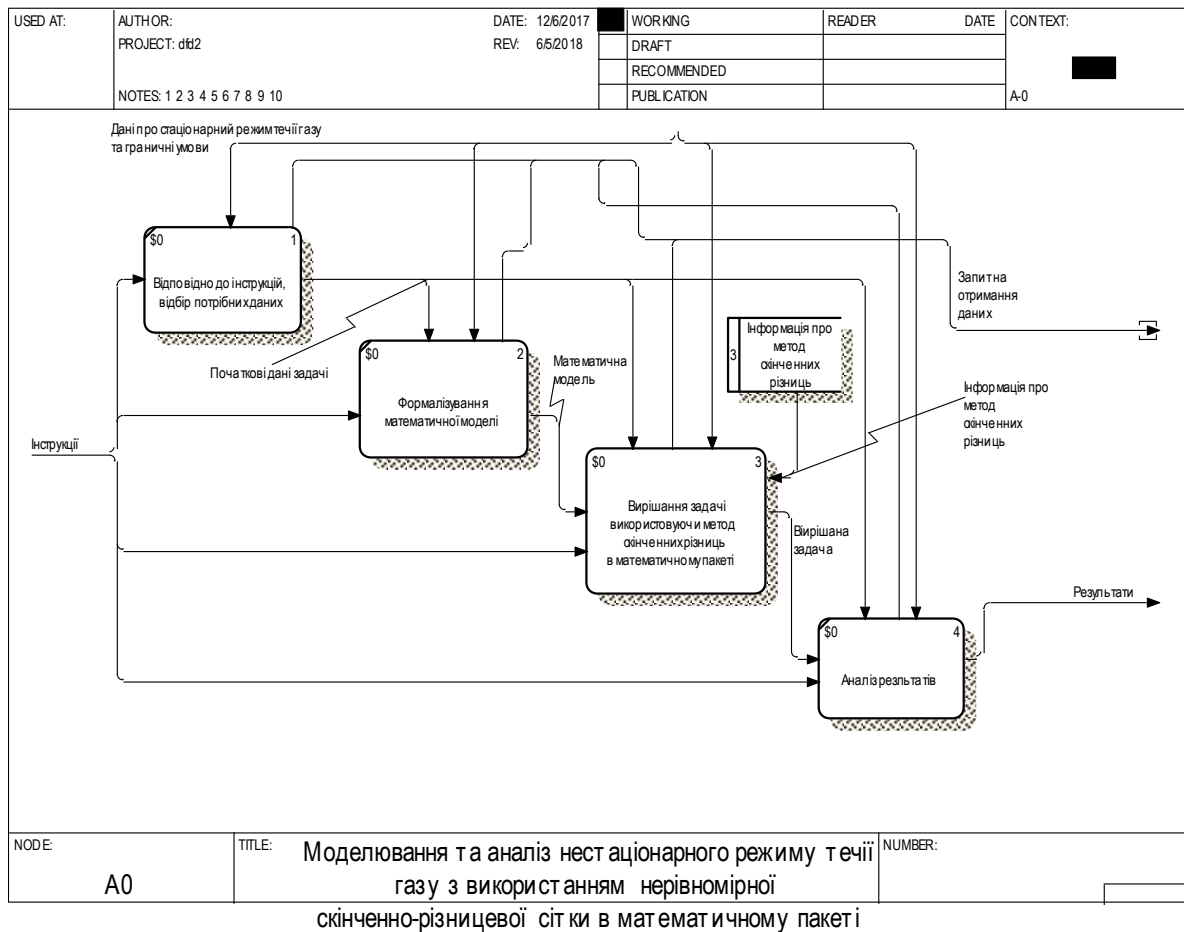 USED AT:
AUTHOR:
DATE: 12/6/2017
WORKING
READER
DATE
CONTEXT:
PROJECT: dfd2
REV: 6/5/2018
DRAFT
RECOMMENDED
NOTES: 1 2 3 4 5 6 7 8 9 10
PUBLICATION
A-0
Дані про стаціонарний режим течії газу
та граничні умови
$0
1
Відповідно до інструкцій,
відбір потрібних даних
Запит на
отримання
даних
Інформація про
метод
скінченних
різниць
3
$0
2
Формалізування
математичної моделі
Початкові дані задачі
Математична
модель
Інформація про
метод
скінченних
різниць
Інструкції
$0
3
Вирішання задачі
використовуючи метод
скінченних різниць
в математичному пакеті
Віирішана
задача
Результати
$0
4
Аналіз резльтатів
NODE:
A0
TITLE:
Моделювання та аналіз нестаціонарного режиму течії
газу з використанням нерівномірної
скінченно-різницевої сітки в математичному пакеті
NUMBER: